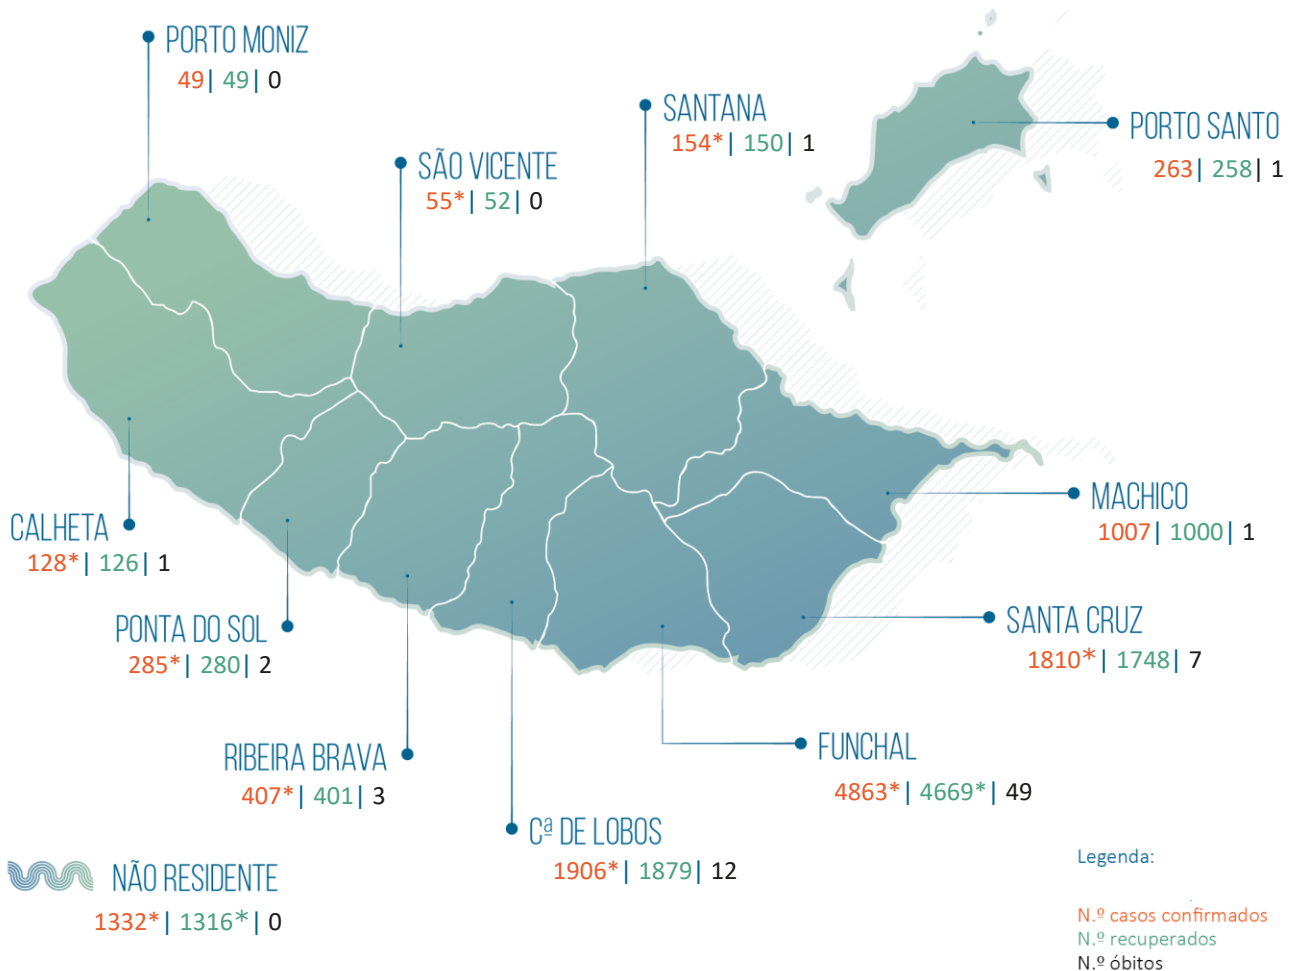 PORTO MONIZ
49| 49| 0
SANTANA
154*| 150| 1
PORTO SANTO
263| 258| 1
SÃO VICENTE
55*| 52| 0
MACHICO
1007| 1000| 1
CALHETA
128*| 126| 1
PONTA DO SOL
285*| 280| 2
SANTA CRUZ
1810*| 1748| 7
RIBEIRA BRAVA
407*| 401| 3
FUNCHAL
4863*| 4669*| 49
Cª DE LOBOS
1906*| 1879| 12
NÃO RESIDENTE
1332*| 1316*| 0
Legenda:
N.º casos confirmados
N.º recuperados
N.º óbitos